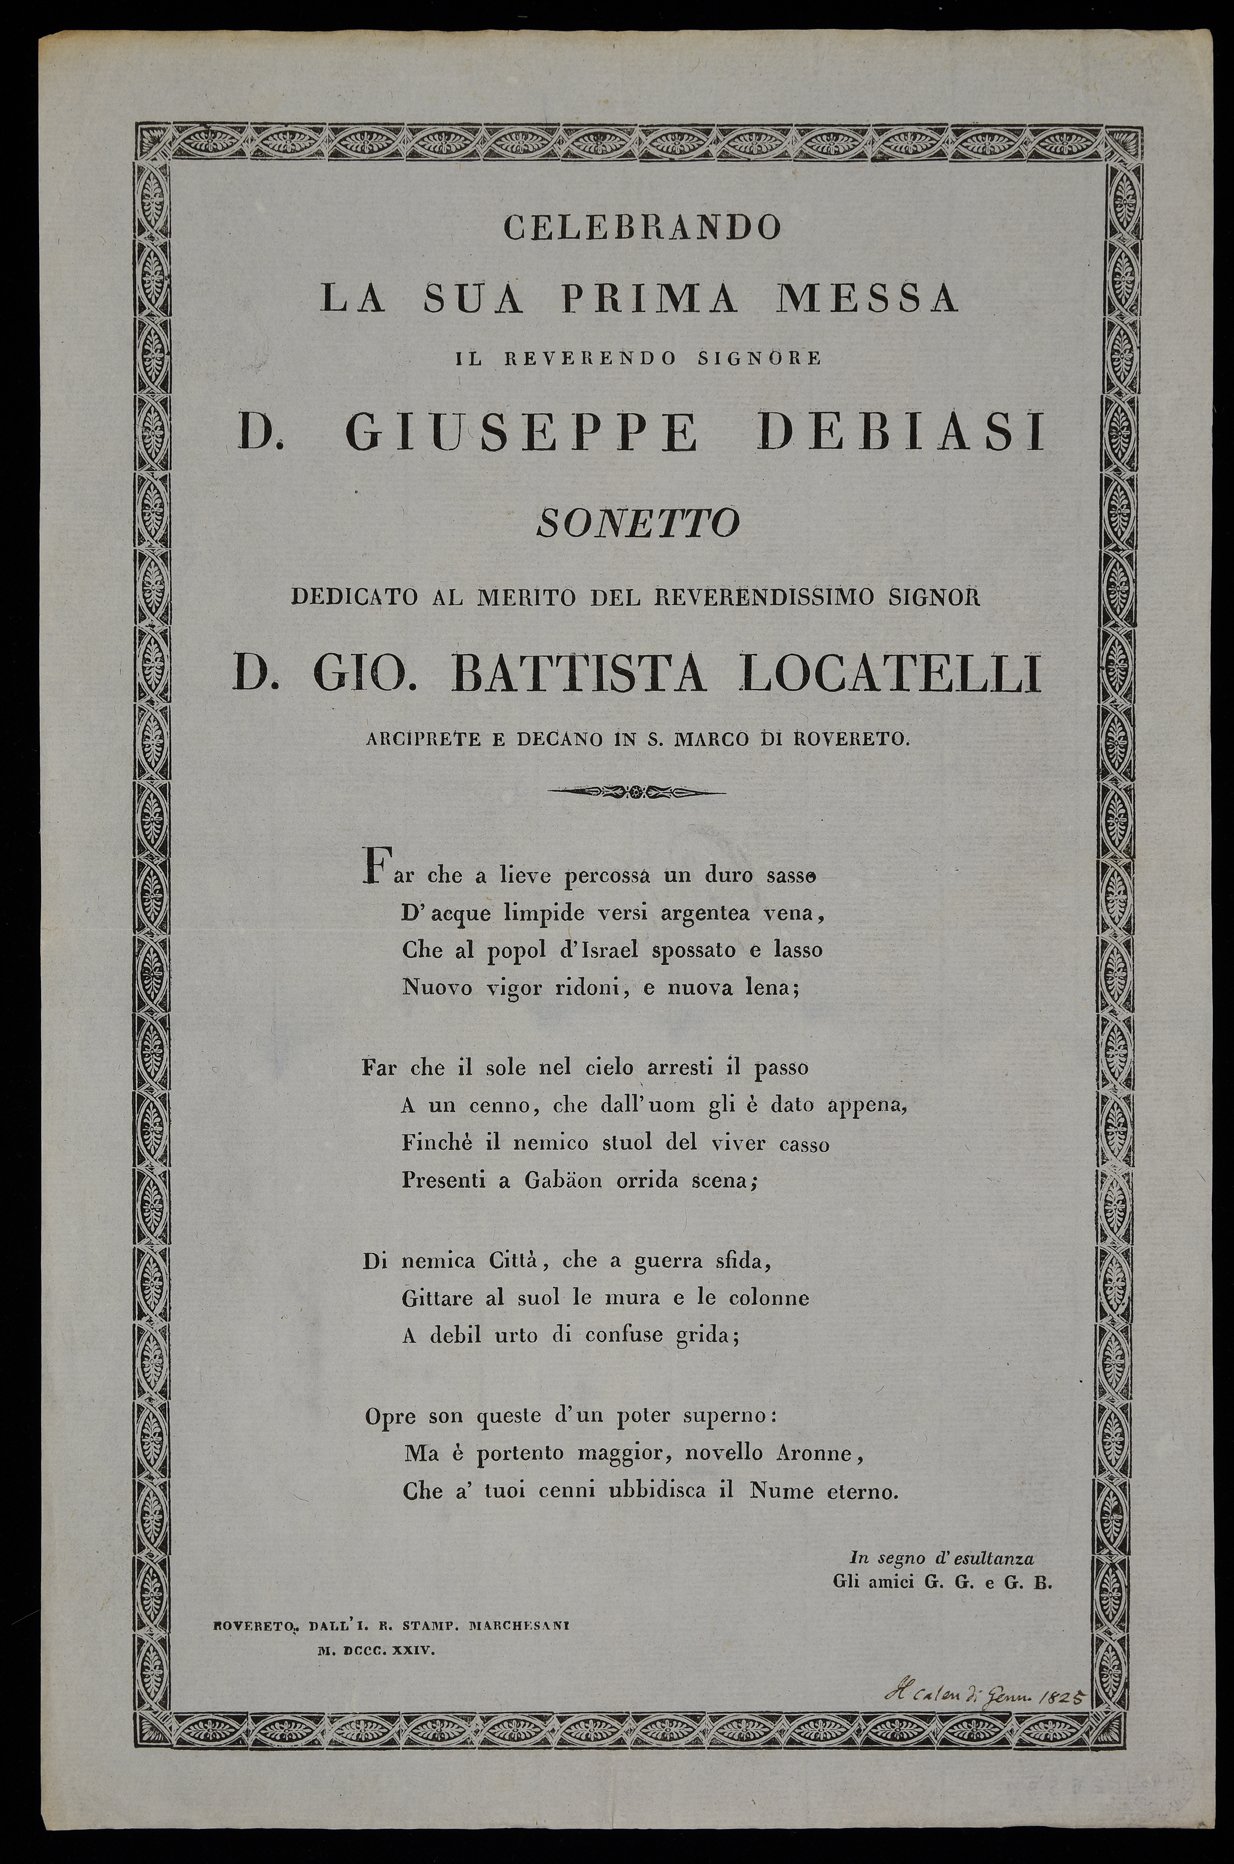 CELEBRANDO
LA SUA PRIMA MESSA
IL REVERENDO SIGNORE
D. GIUSEPPE DEBIASI
SONETTO
DEDICATO AL MERITO DEL REVERENDISSIMO SIGNOR
D. GIO. BATTISTA LOCATELLI
ARCIPRETE E DECANO IN S. MARCO DI ROVERETO.
Far che a lieve percossa un duro sasso
D' acque limpide versi argentea vena,
Che al popol d'Israel spossato e lasso
Nuovo vigor ridoni, e nuova lena;
Far che il sole nel cielo arresti il passo
A un cenno, che dall' uom gli è dato appena,
Finchè il nemico stuol del viver casso
Presenti a Gabäon orrida scena;
Di nemica Città, che a guerra sfida,
Gittare al suol le mura e le colonne
A debil urto di confuse grida;
Opre son queste d'un poter superno:
Ma è portento maggior, novello Aronne,
Che a' tuoi cenni ubbidisca il Nume eterno.
In segno d' esultanza
Gli amici G. G. e G. B.
ROVERETO, DALL' I. R. STAMP. MARCHESANI
M. DCCC. XXIV.
calen di Genn. 1825